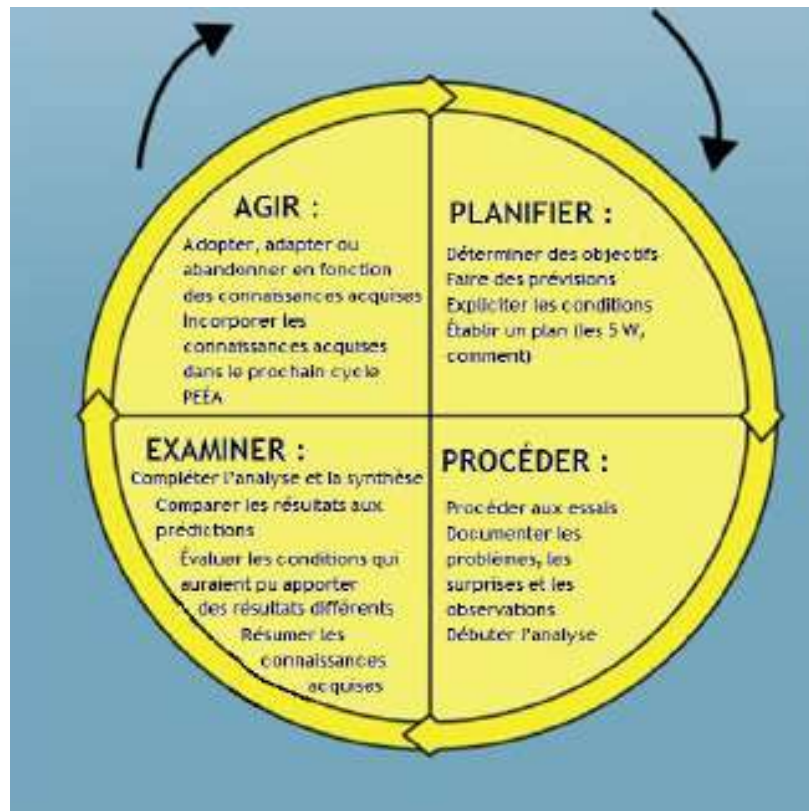 AGIR :
Adopter, adapter ou
abandonner en fonction
des connaissances acquises
Incorporer les
connaissances acquises
dans le prochain cycle
PEÉA
PLANIFIER :
Déterminer des objectifs
Faire des prévisions
Expliciter les conditions
Établir un plan (les 5 W,
comment)
EXAMINER :
Compléter l'analyse et la synthèse
Comparer les résultats aux
prédictions
Évaluer les conditions qui
auraient pu apporter
des résultats différents
Résumer les
connaissances
acquises
PROCÉDER :
Procéder aux essais
Documenter les
problèmes, les
surprises et les
observations
Débuter l'analyse